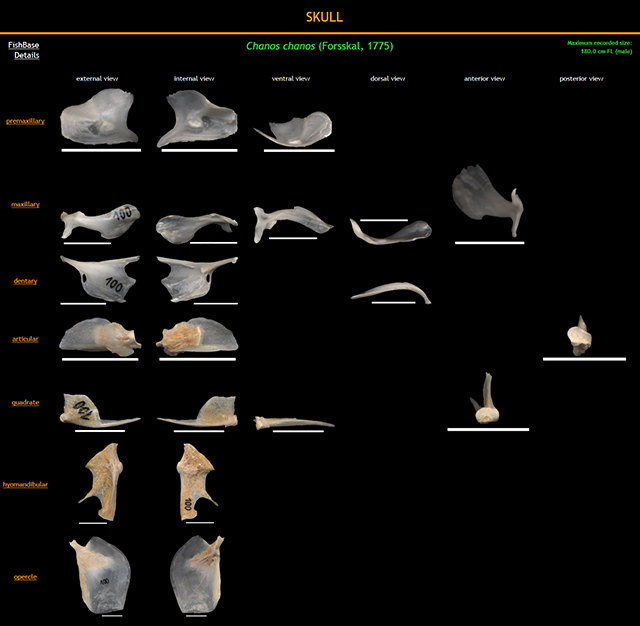 SKULL
FishBase
Details
Chanos chanos (Forsskal, 1775)
Maximum recorded size:
180.0 cm FL (male)
external view internal view ventral view dorsal view anterior view posterior view
premaxillary
maxillary
100
dentary
100
articular
quadrate
100
hyomandibular
100
opercle
100